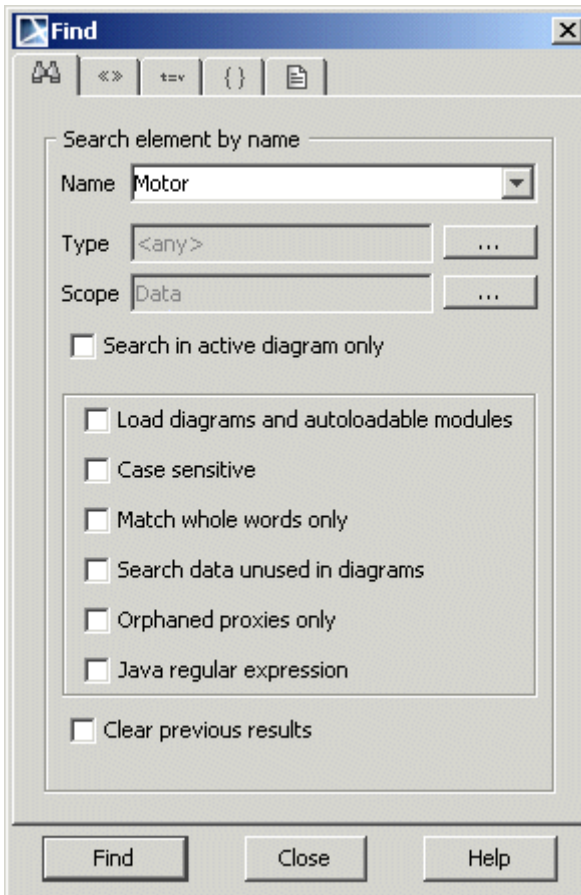 Find
«» t=v {}
Search element by name
Name Motor
Type <any> ...
Scope Data ...
Search in active diagram only
Load diagrams and autoloadable modules
Case sensitive
Match whole words only
Search data unused in diagrams
Orphaned proxies only
Java regular expression
Clear previous results
Find Close Help